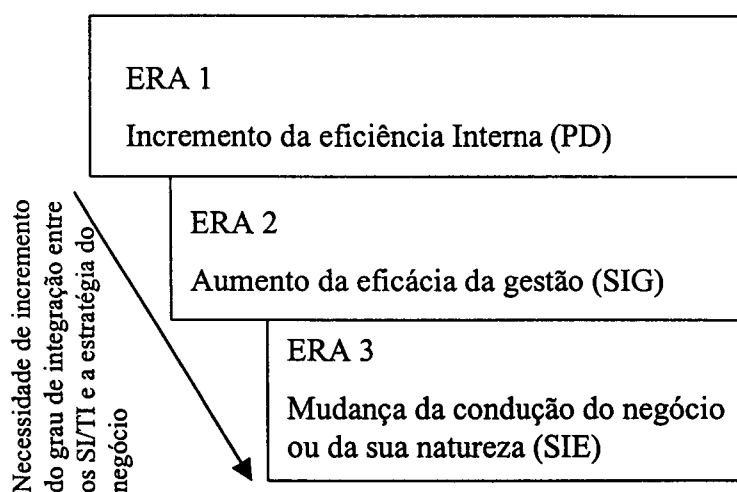 ERA 1
Incremento da eficiência Interna (PD)
ERA 2
Aumento da eficácia da gestão (SIG)
ERA 3
Mudança da condução do negócio
ou da sua natureza (SIE)
Necessidade de incremento
do grau de integração entre
os SI/TI e a estratégia do
negócio